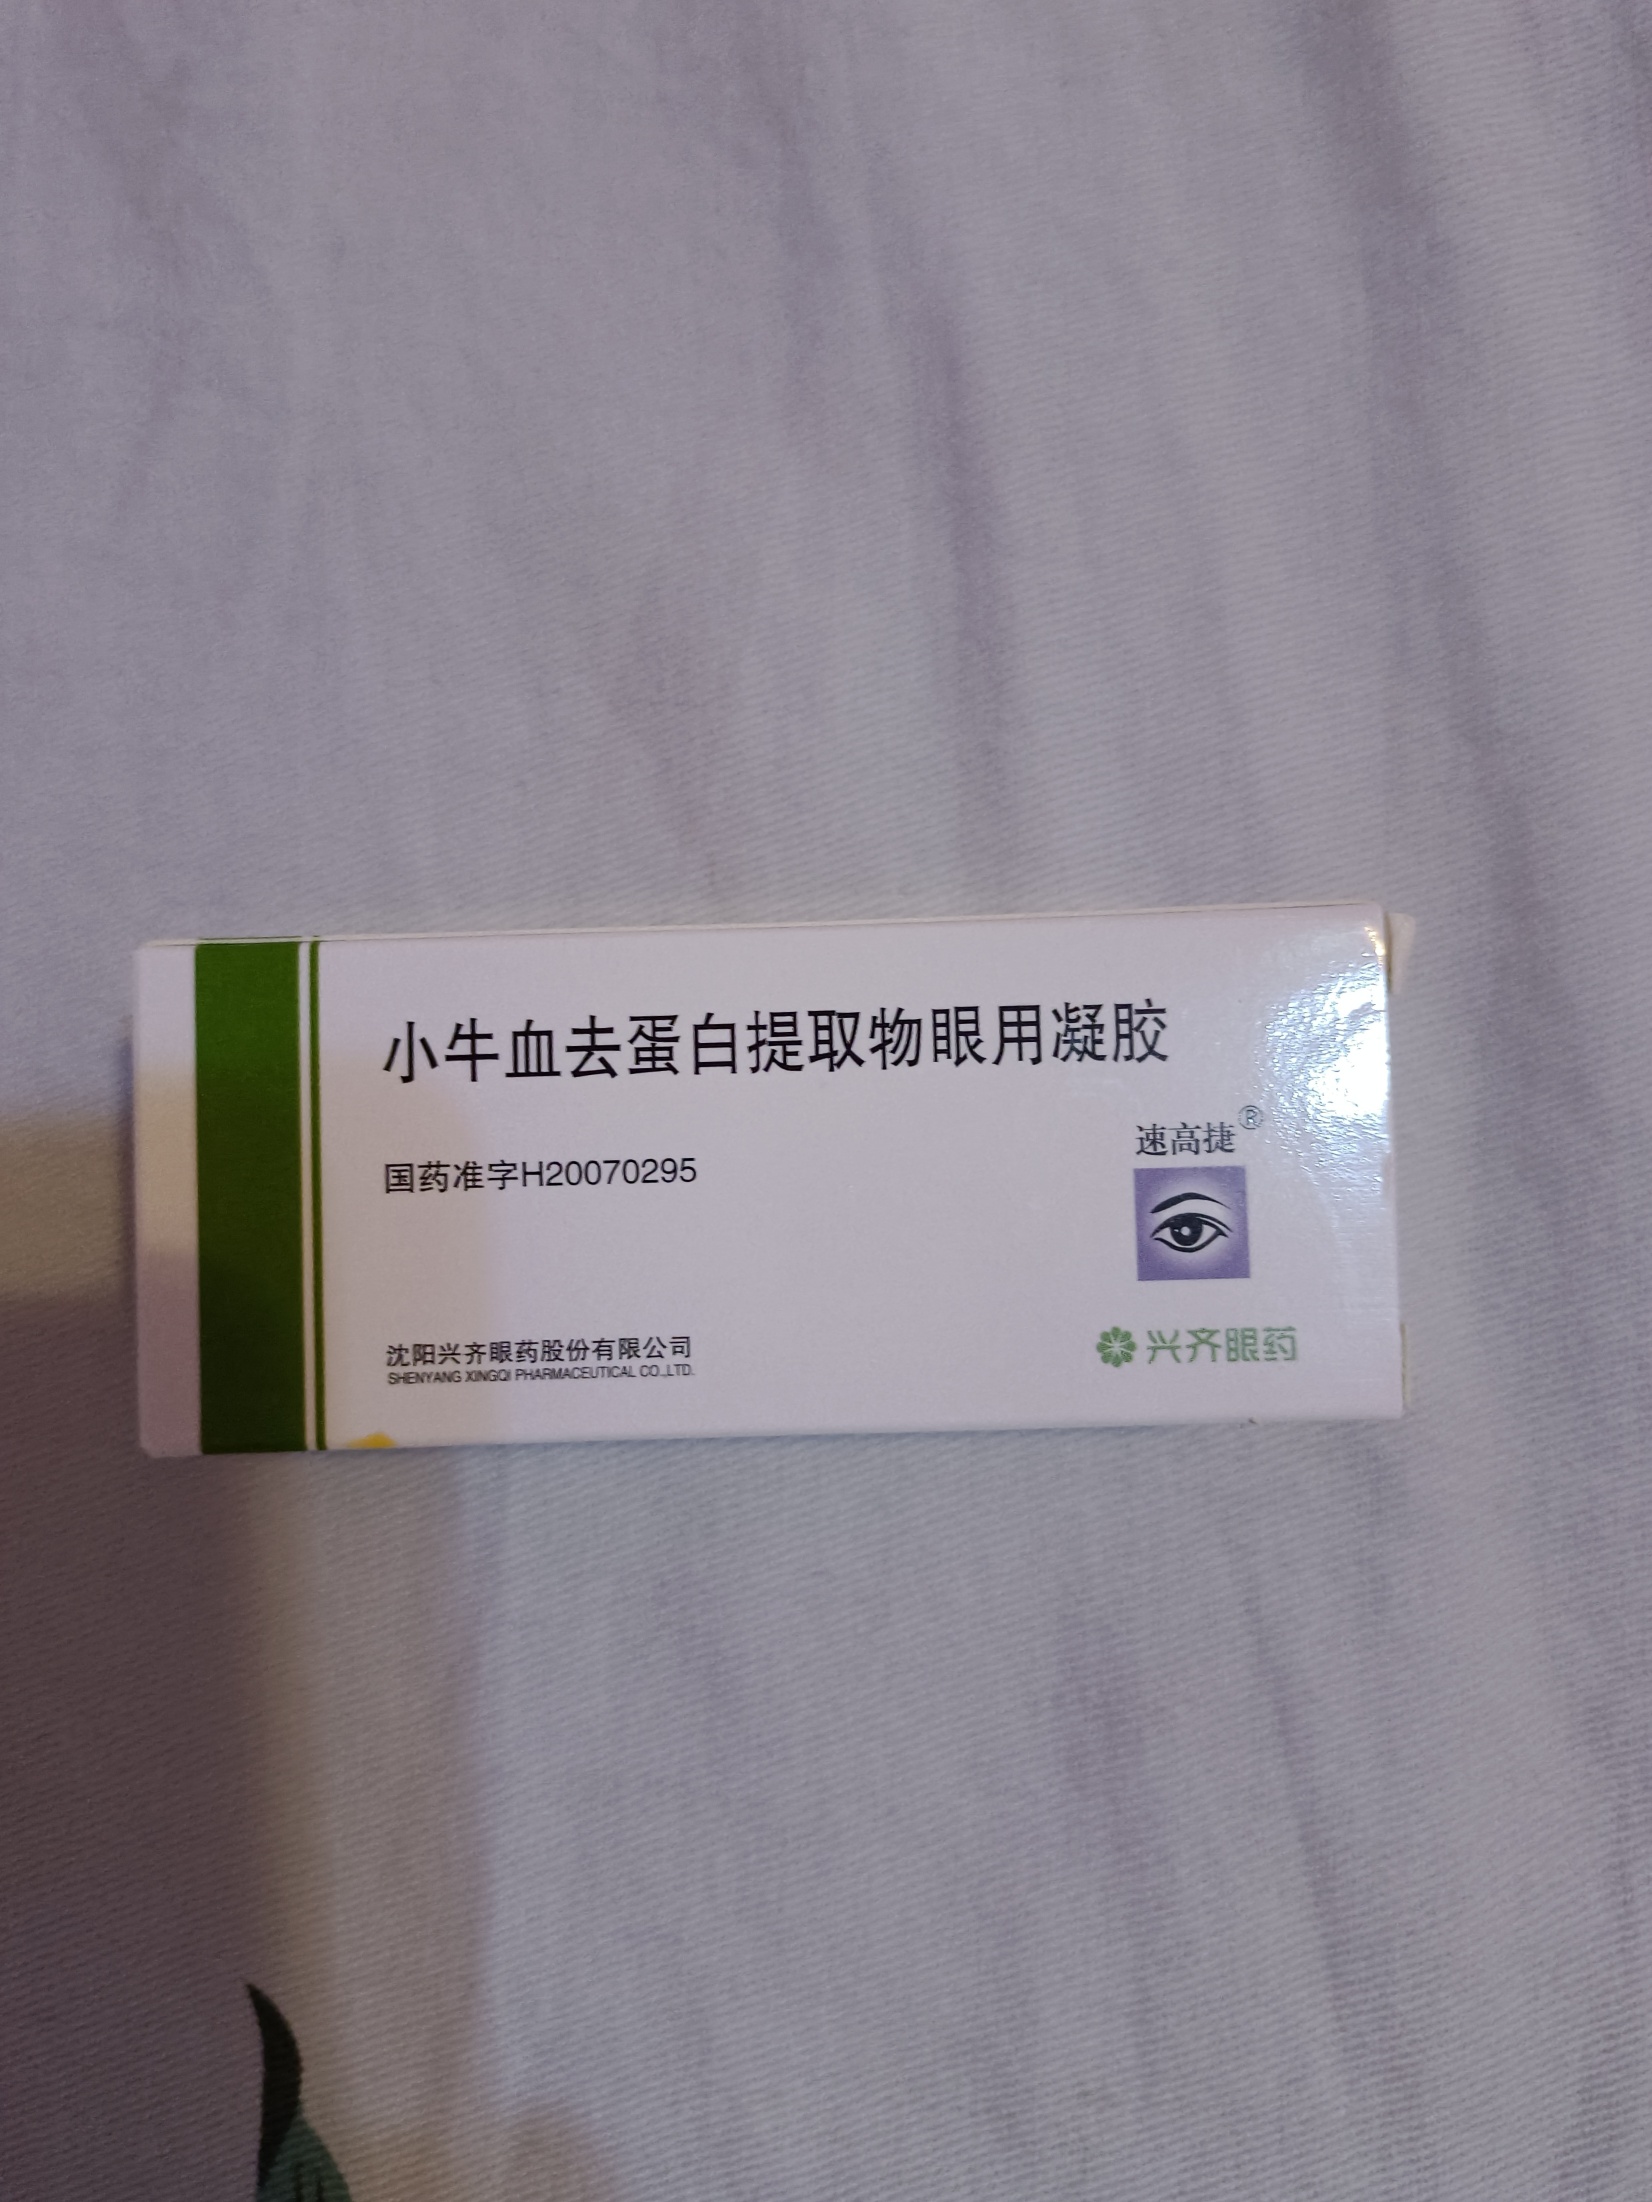 小牛血去蛋白提取物眼用凝胶
速高捷®
国药准字H20070295
沈阳兴齐眼药股份有限公司
SHENYANG XINGQI PHARMACEUTICAL CO.,LTD.
兴齐眼药